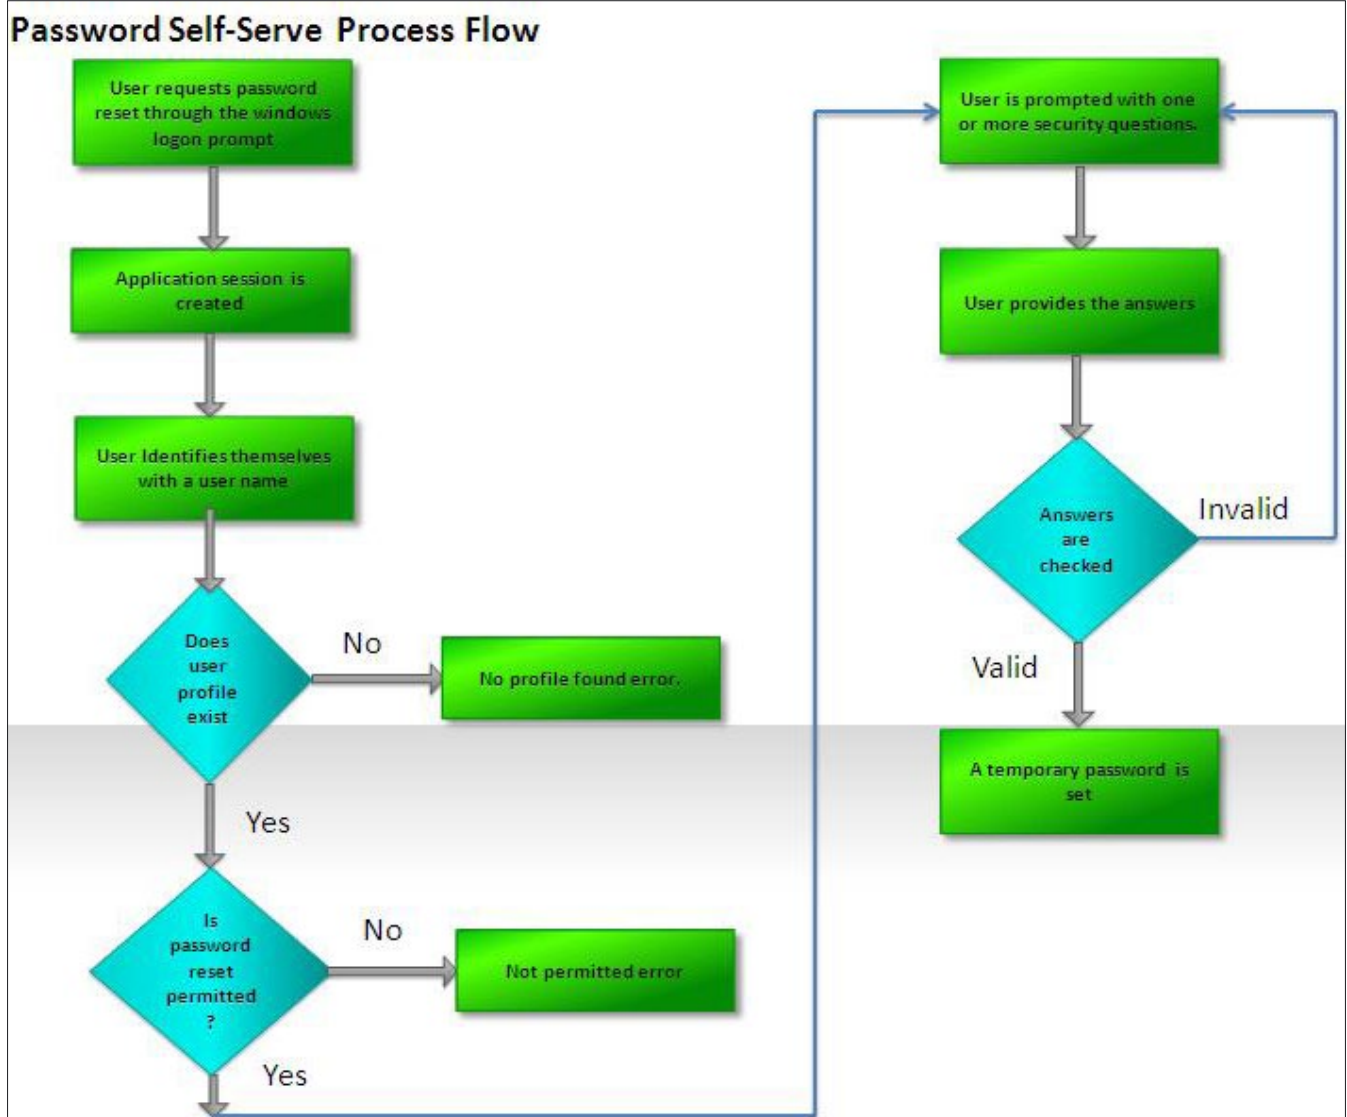 Password Self-Serve Process Flow
User requests password
reset through the windows
logon prompt
Application session is
created
User Identifies themselves
with a user name
Does
user
profile
exist
No
No profile found error.
Yes
Is
password
reset
permitted
?
No
Not permitted error
Yes
User is prompted with one
or more security questions.
User provides the answers
Answers
are
checked
Invalid
Valid
A temporary password is
set